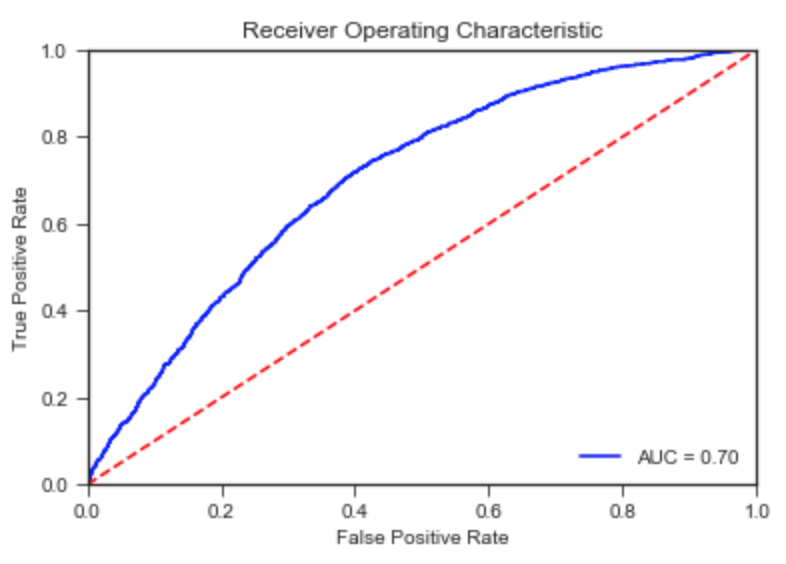 Receiver Operating Characteristic
1.0
0.8
0.6
0.4
0.2
0.0
True Positive Rate
AUC = 0.70
0.0 0.2 0.4 0.6 0.8 1.0
False Positive Rate